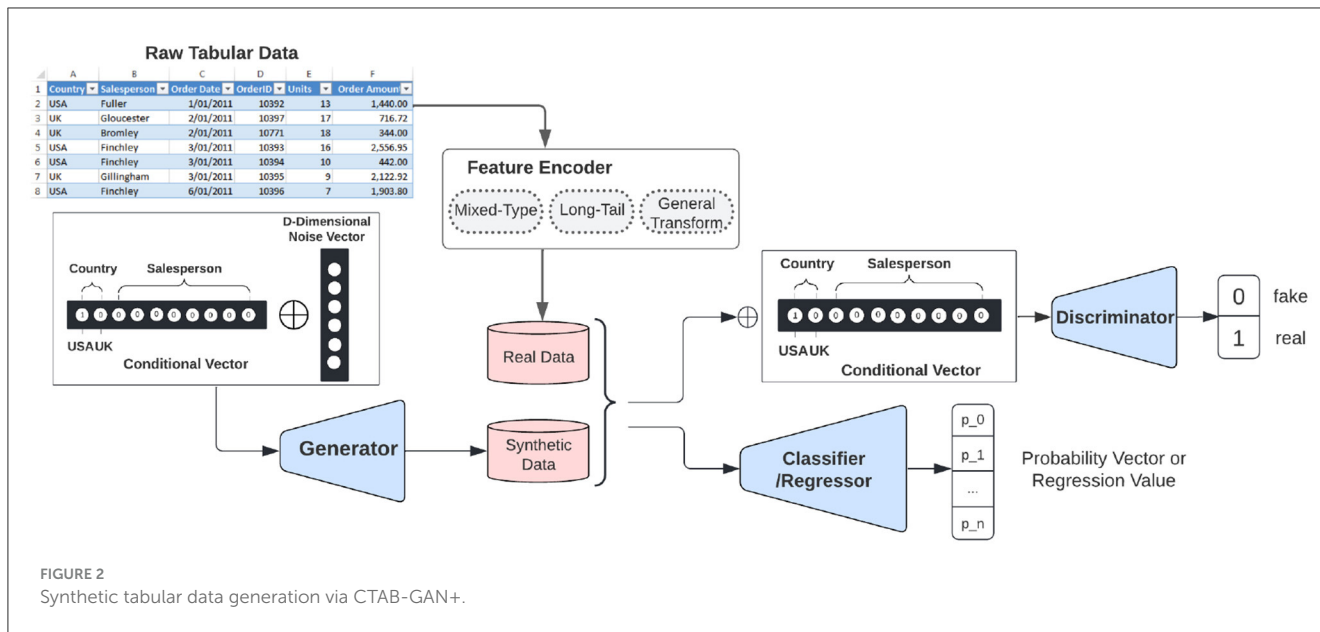 Raw Tabular Data
A B C D E F
1 Country Salesperson Order Date OrderID Units Order Amount
2 USA Fuller 1/01/2011 10392 13 1,440.00
3 UK Gloucester 2/01/2011 10397 17 716.72
4 UK Bromley 2/01/2011 10771 18 344.00
5 USA Finchley 3/01/2011 10393 16 2,556.95
6 USA Finchley 3/01/2011 10394 10 442.00
7 UK Gillingham 3/01/2011 10395 9 2,122.92
8 USA Finchley 6/01/2011 10396 7 1,903.80
Feature Encoder
Mixed-Type
Long-Tail
General
Transform
D-Dimensional
Noise Vector
Country Salesperson
1 0 0 0 0 0 0 0 0 0
USA UK
Conditional Vector
Generator
Real Data
Synthetic
Data
Country Salesperson
1 0 0 0 0 0 0 0 0 0
USA UK
Conditional Vector
Discriminator
0 fake
1 real
Classifier
/Regressor
p_0
p_1
...
p_n
Probability Vector or
Regression Value
FIGURE 2
Synthetic tabular data generation via CTAB-GAN+.